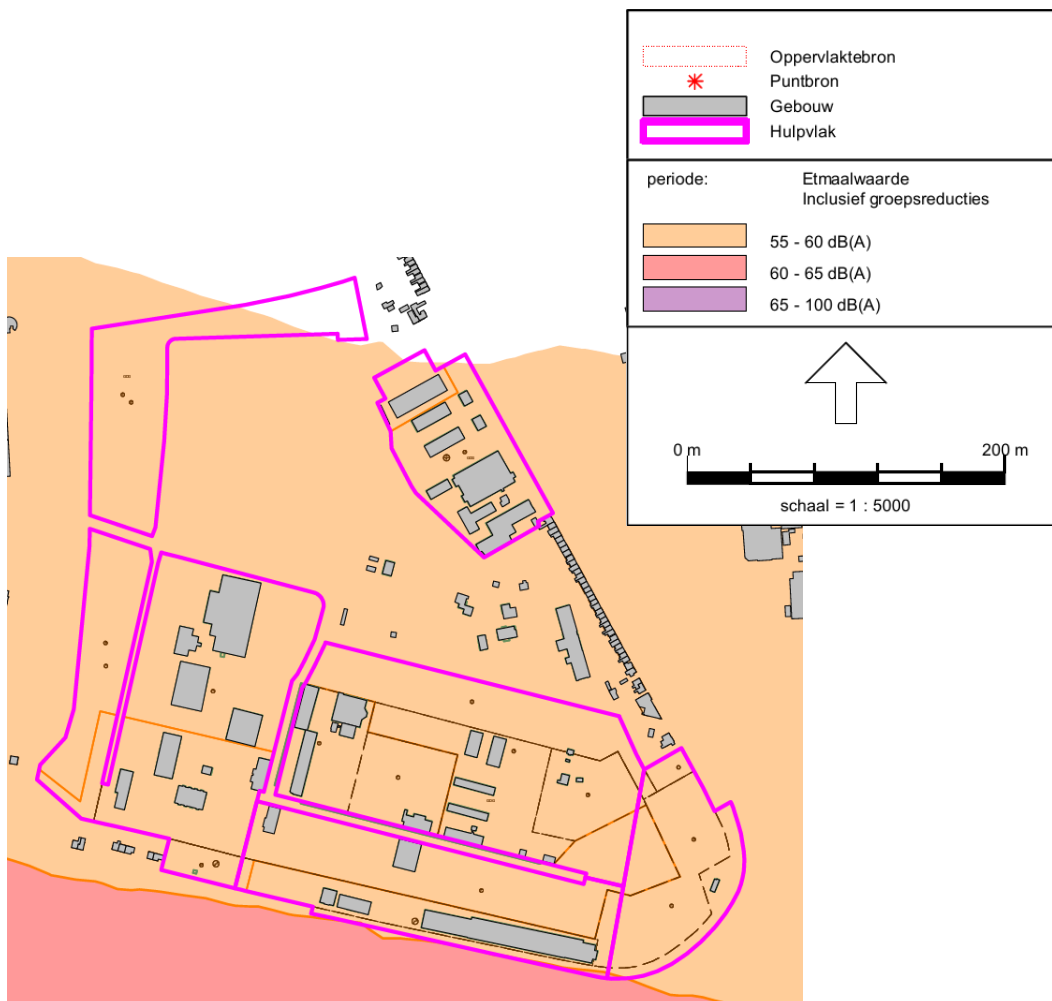 Oppervlaktebron
Puntbron
Gebouw
Hulpvlak
periode: Etmaalwaarde
Inclusief groepsreducties
55 - 60 dB(A)
60 - 65 dB(A)
65 - 100 dB(A)
0 m 200 m
schaal = 1 : 5000